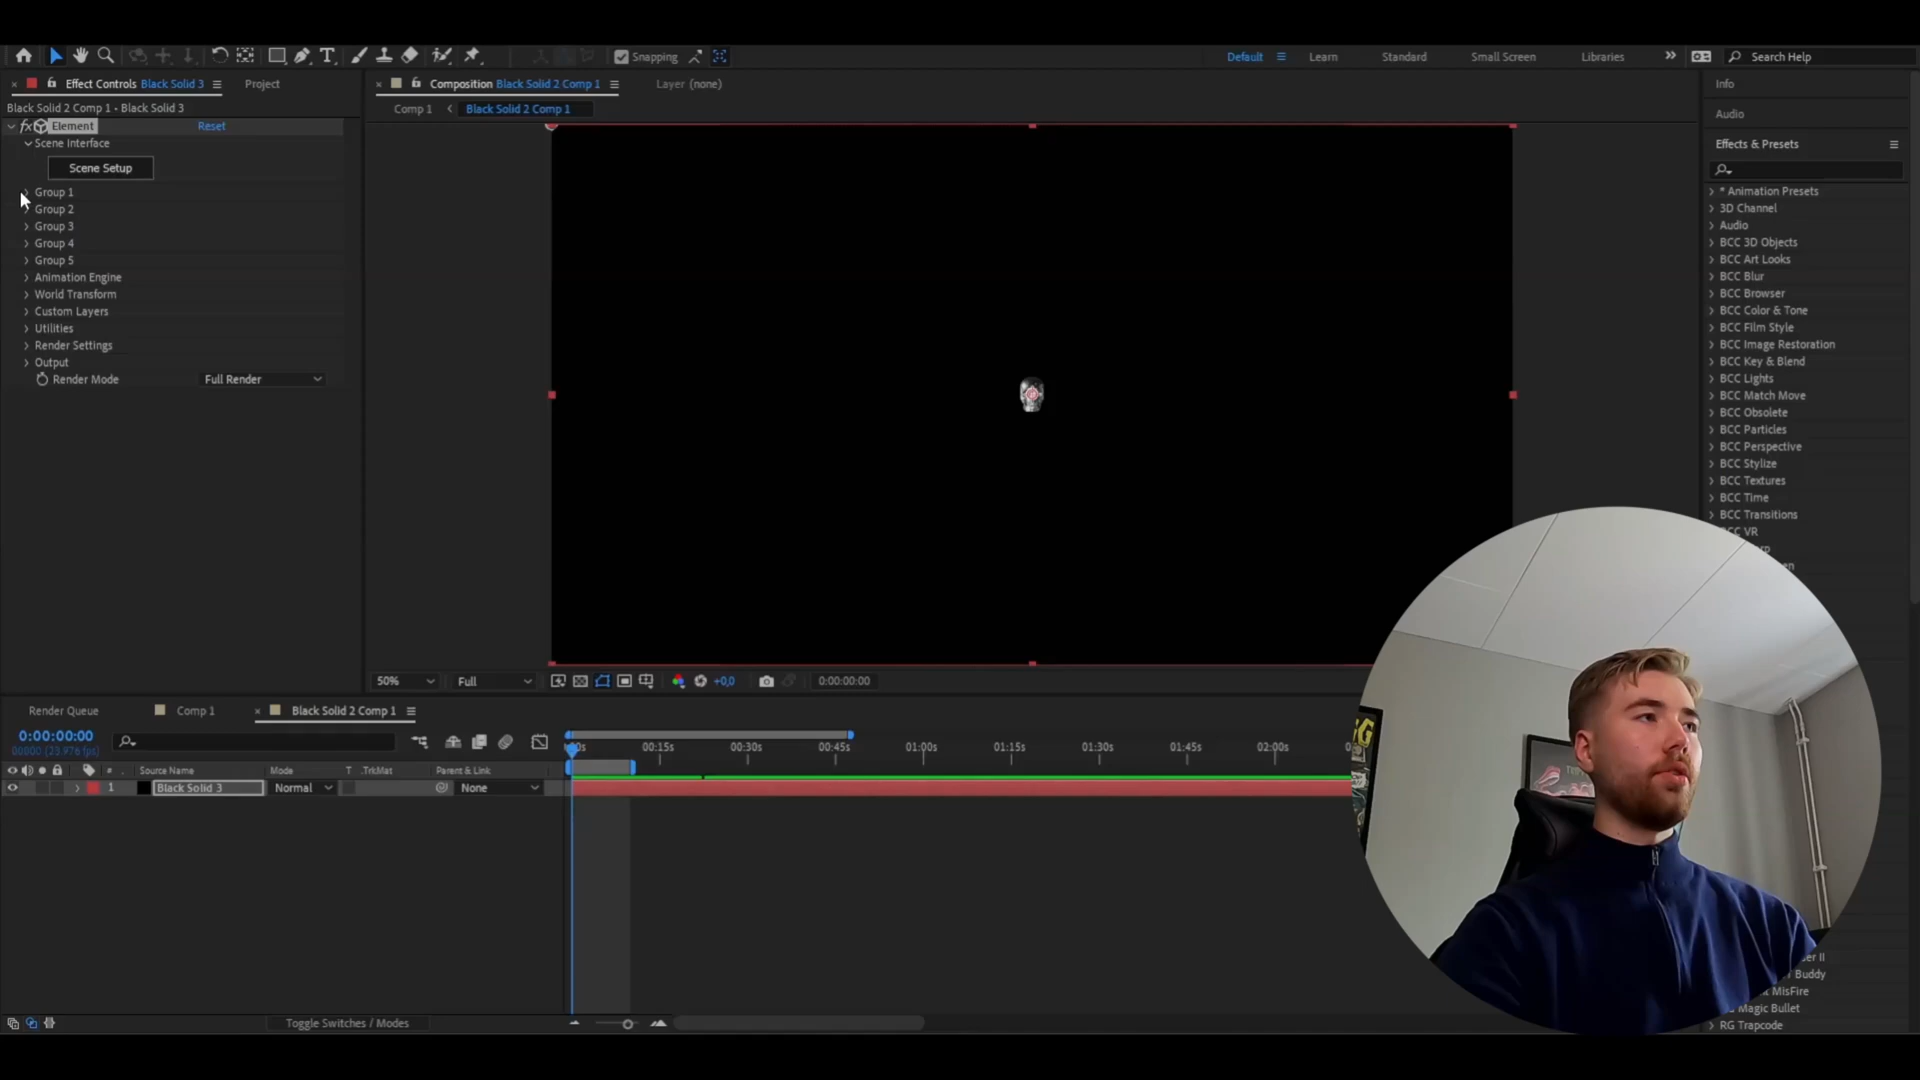 Snapping
Default
Learn
Standard
Small Screen
Libraries
Search Help
Effect Controls Black Solid 3
Project
Composition Black Solid 2 Comp 1
Layer (none)
Info
Black Solid 2 Comp 1 • Black Solid 3
Comp 1
Black Solid 2 Comp 1
Audio
fx Element
Reset
Scene Interface
Scene Setup
Group 1
Group 2
Group 3
Group 4
Group 5
Animation Engine
World Transform
Custom Layers
Utilities
Render Settings
Output
Render Mode
Full Render
Effects & Presets
* Animation Presets
3D Channel
Audio
BCC 3D Objects
BCC Art Looks
BCC Blur
BCC Browser
BCC Color & Tone
BCC Film Style
BCC Image Restoration
BCC Key & Blend
BCC Lights
BCC Match Move
BCC Obsolete
BCC Particles
BCC Perspective
BCC Stylize
BCC Textures
BCC Time
BCC Transitions
VR
50%
Full
+0,0
0:00:00:00
Render Queue
Comp 1
Black Solid 2 Comp 1
0:00:00:00
00000 (23.976 fps)
00:15s
00:30s
00:45s
01:00s
01:15s
01:30s
01:45s
02:00s
#
Source Name
Mode
T
.TrkMat
Parent & Link
1
Black Solid 3
Normal
None
Toggle Switches / Modes
II
Buddy
MisFire
Magic Bullet
RG Trapcode